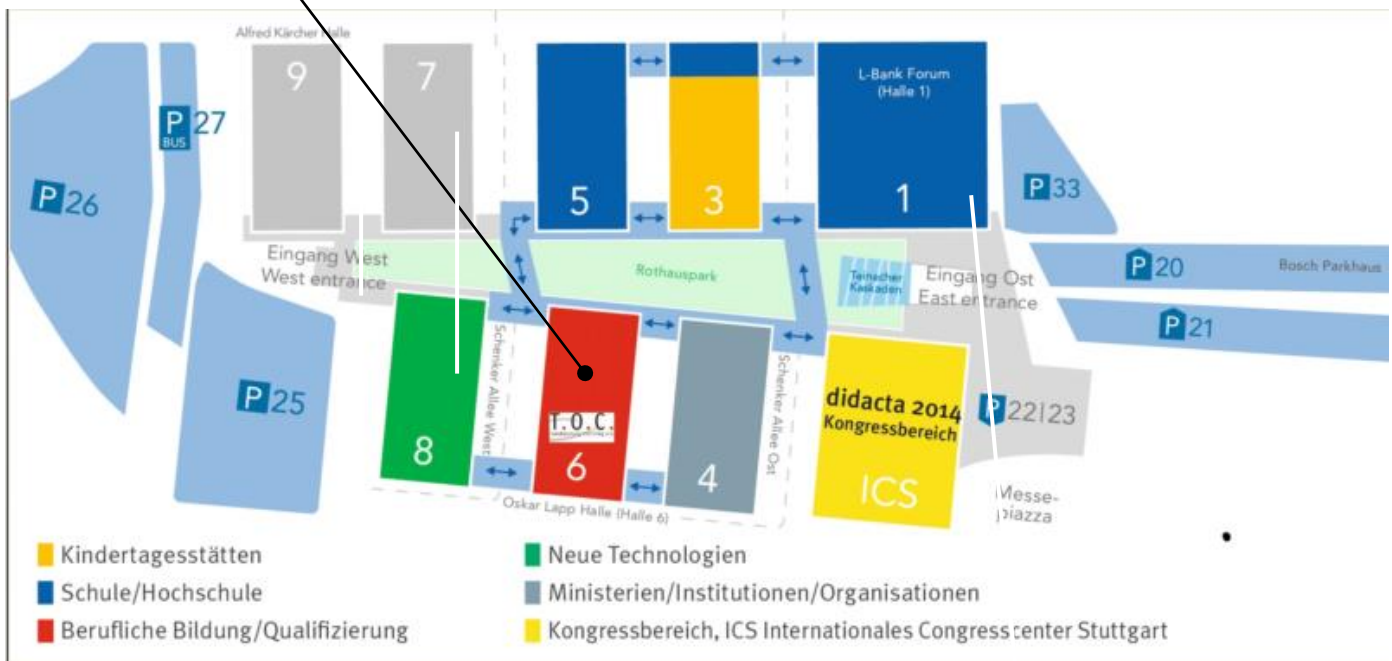 Alfred Kärcher Halle
9
7
5
3
L-Bank Forum
(Halle 1)
1
P BUS 27
P 26
P 33
Eingang West
West entrance
Rothauspark
Teinacher
Kaskaden
Eingang Ost
East entrance
P 20
Bosch Parkhaus
P 21
P 25
Schenker Allee West
Schenker Allee Ost
8
T.O.C.
6
4
didacta 2014
Kongressbereich
ICS
P 22|23
Messe-
piazza
Oskar Lapp Halle (Halle 6)
Kindertagesstätten
Schule/Hochschule
Berufliche Bildung/Qualifizierung
Neue Technologien
Ministerien/Institutionen/Organisationen
Kongressbereich, ICS Internationales Congresscenter Stuttgart